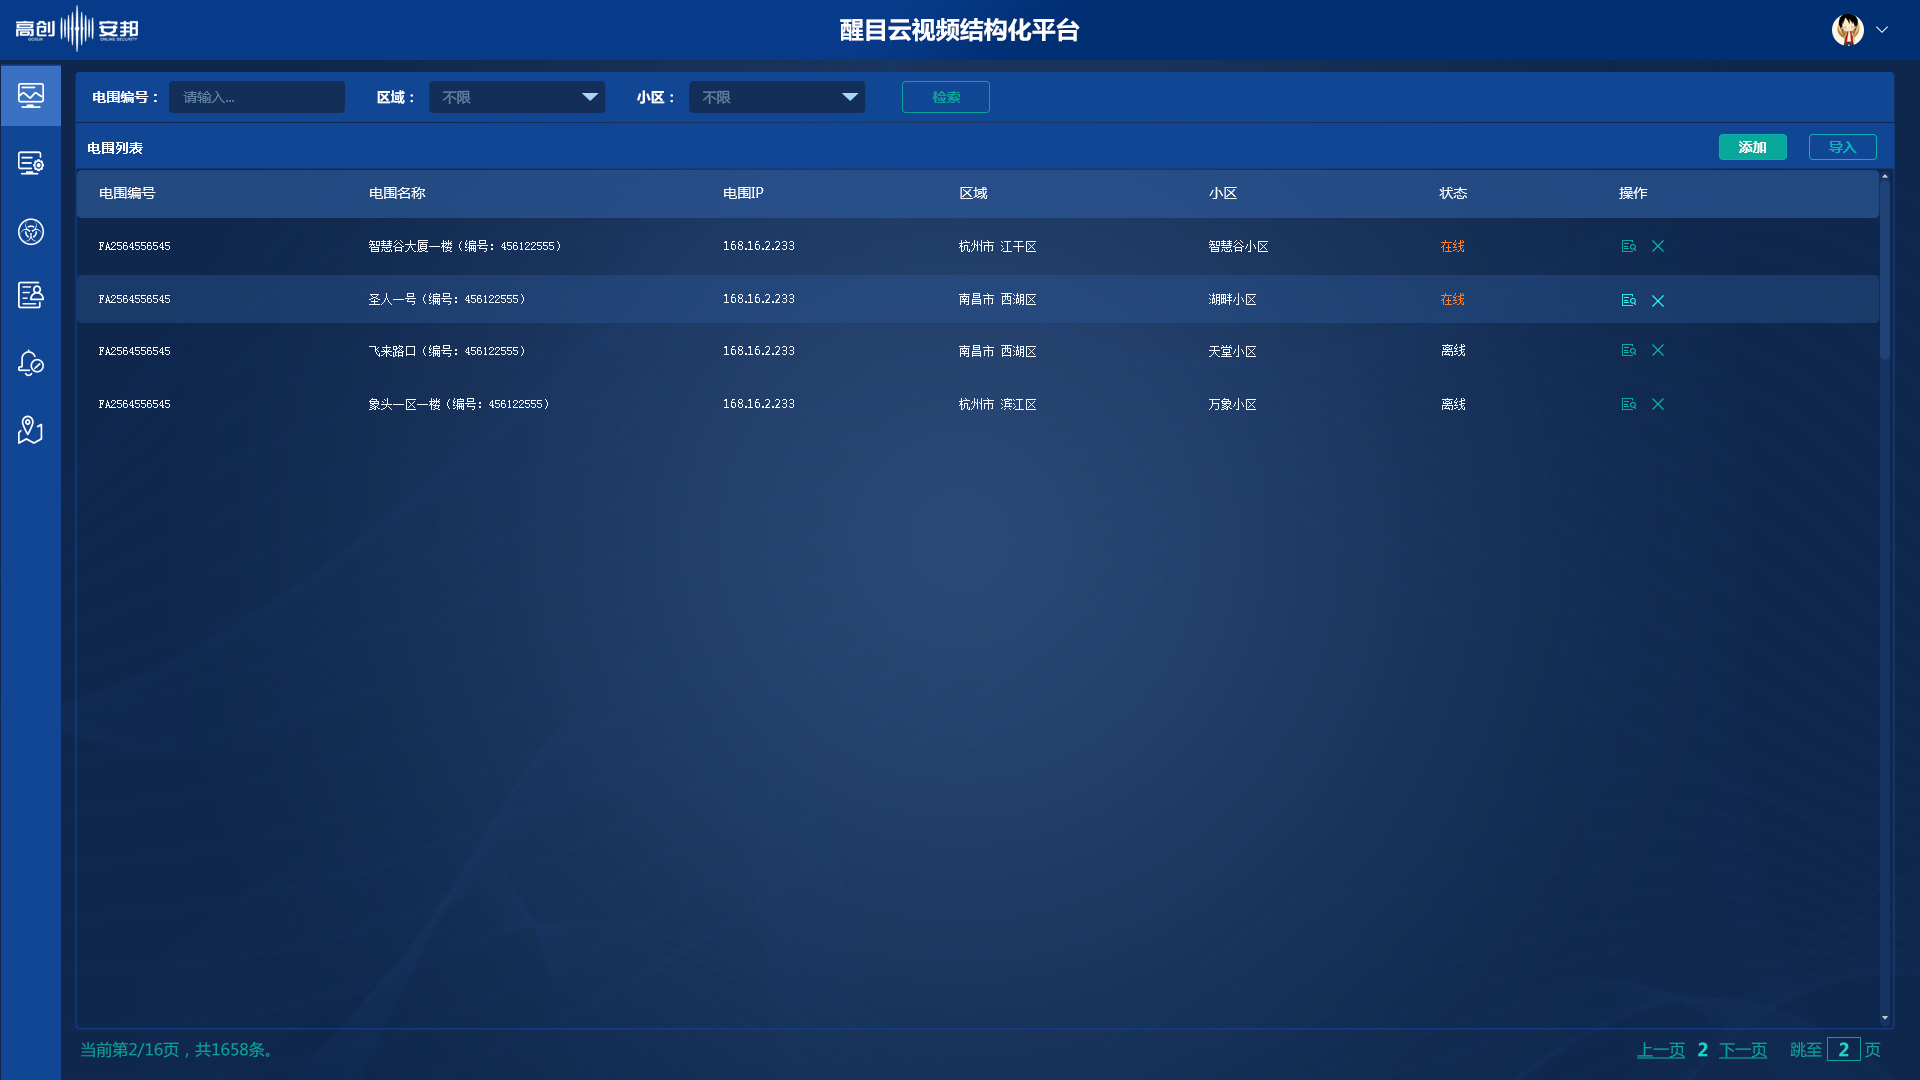 高创 安邦
GOSUN ONLINE SECURITY
醒目云视频结构化平台
电围编号： 请输入... 区域： 不限 小区： 不限 检索
电围列表 添加 导入
电围编号 电围名称 电围IP 区域 小区 状态 操作
FA2564556545 智慧谷大厦一楼（编号：456122555） 168.16.2.233 杭州市 江干区 智慧谷小区 在线
FA2564556545 圣人一号（编号：456122555） 168.16.2.233 南昌市 西湖区 湖畔小区 在线
FA2564556545 飞来路口（编号：456122555） 168.16.2.233 南昌市 西湖区 天堂小区 离线
FA2564556545 象头一区一楼（编号：456122555） 168.16.2.233 杭州市 滨江区 万象小区 离线
当前第2/16页，共1658条。 上一页 2 下一页 跳至 2 页